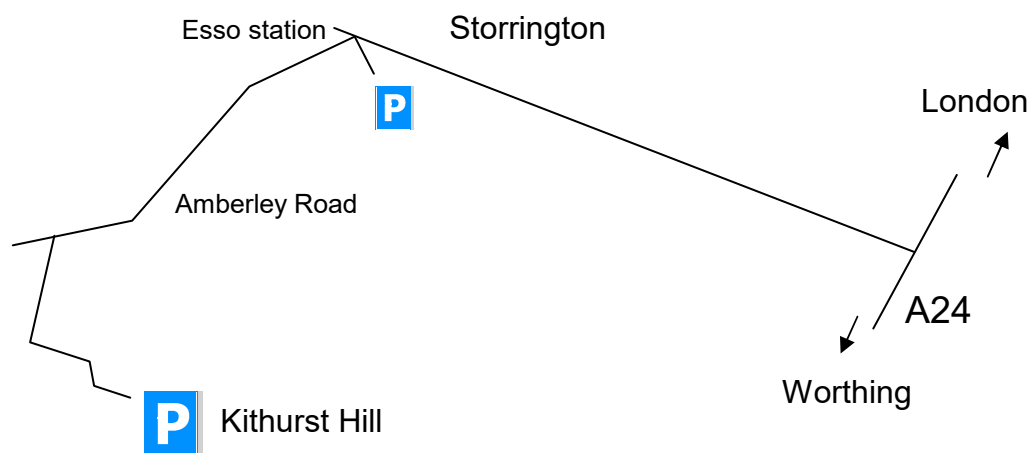 Esso station
Storrington
P
London
Amberley Road
A24
Worthing
P
Kithurst Hill